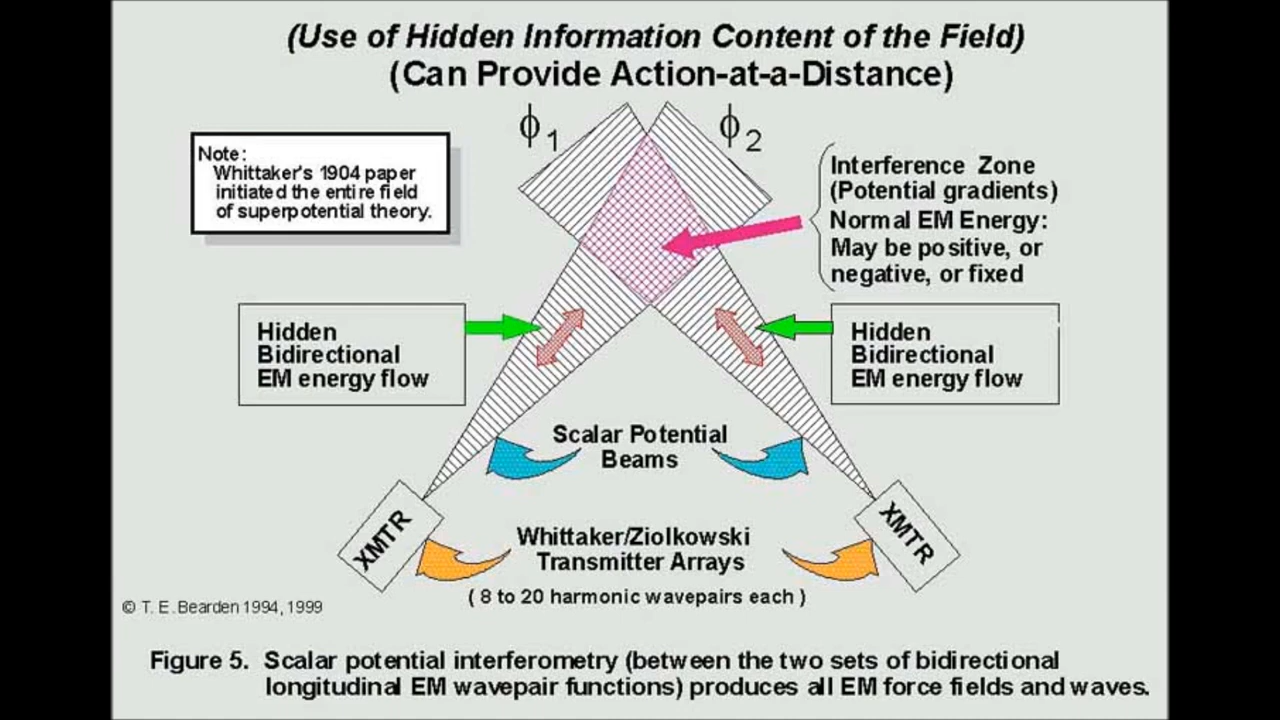 (Use of Hidden Information Content of the Field)
(Can Provide Action-at-a-Distance)
ϕ1
ϕ2
Note:
Whittaker's 1904 paper
initiated the entire field
of superpotential theory.
Interference Zone
(Potential gradients)
Normal EM Energy:
May be positive, or
negative, or fixed
Hidden
Bidirectional
EM energy flow
Hidden
Bidirectional
EM energy flow
Scalar Potential
Beams
XMTR
XMTR
Whittaker/Ziolkowski
Transmitter Arrays
( 8 to 20 harmonic wavepairs each )
© T. E. Bearden 1994, 1999
Figure 5. Scalar potential interferometry (between the two sets of bidirectional
longitudinal EM wavepair functions) produces all EM force fields and waves.